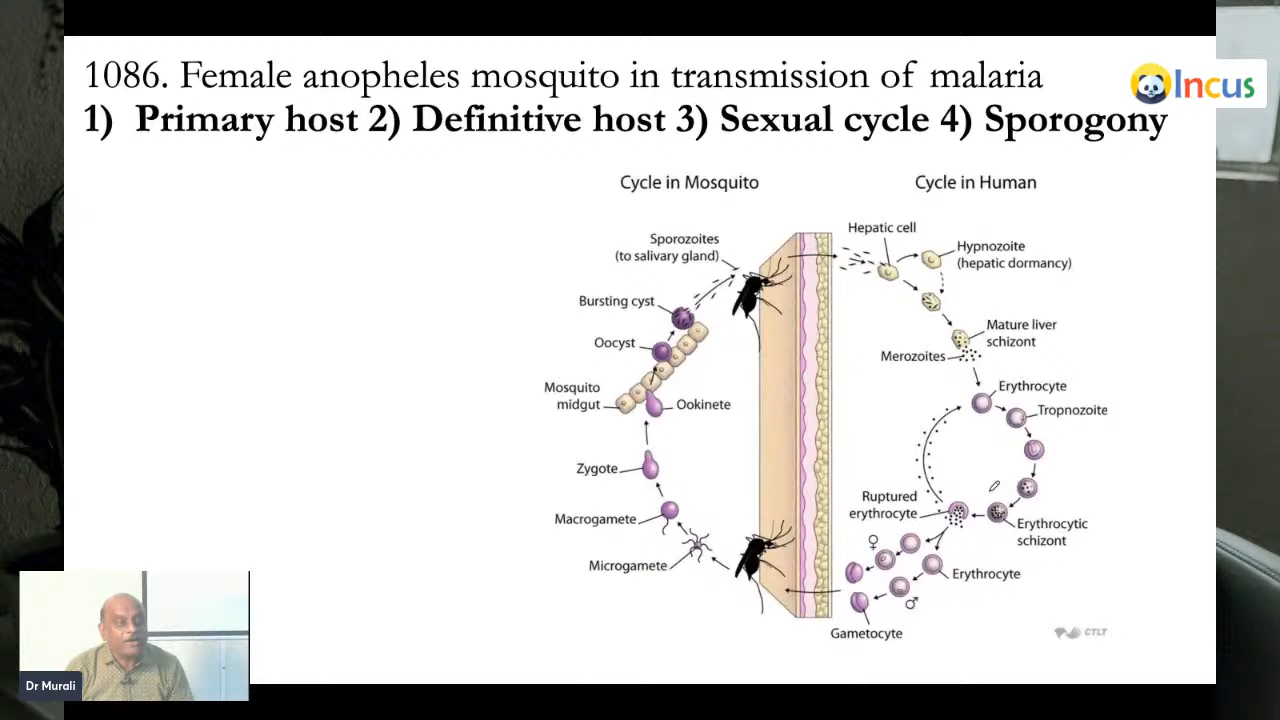 1086. Female anopheles mosquito in transmission of malaria
1) Primary host 2) Definitive host 3) Sexual cycle 4) Sporogony
Incus
Cycle in Mosquito
Cycle in Human
Sporozoites
(to salivary gland)
Bursting cyst
Oocyst
Mosquito
midgut
Ookinete
Zygote
Macrogamete
Microgamete
Hepatic cell
Hypnozoite
(hepatic dormancy)
Mature liver
schizont
Merozoites
Erythrocyte
Tropnozoite
Ruptured
erythrocyte
Erythrocytic
schizont
♀
Erythrocyte
♂
Gametocyte
CTLT
Dr Murali